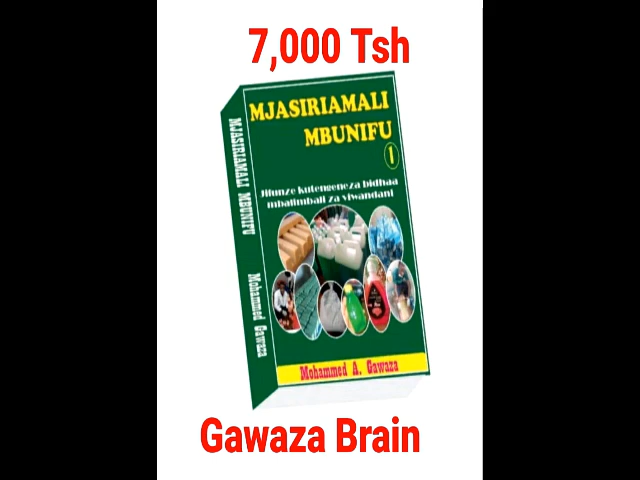 7,000 Tsh
MJASIRIAMALI
MBUNIFU
1
Jifunze kutengeneza bidhaa
mbalimbali za viwandani
MJASIRIAMALI MBUNIFU
Mohammed Gawaza
Mohammed A. Gawaza
Gawaza Brain